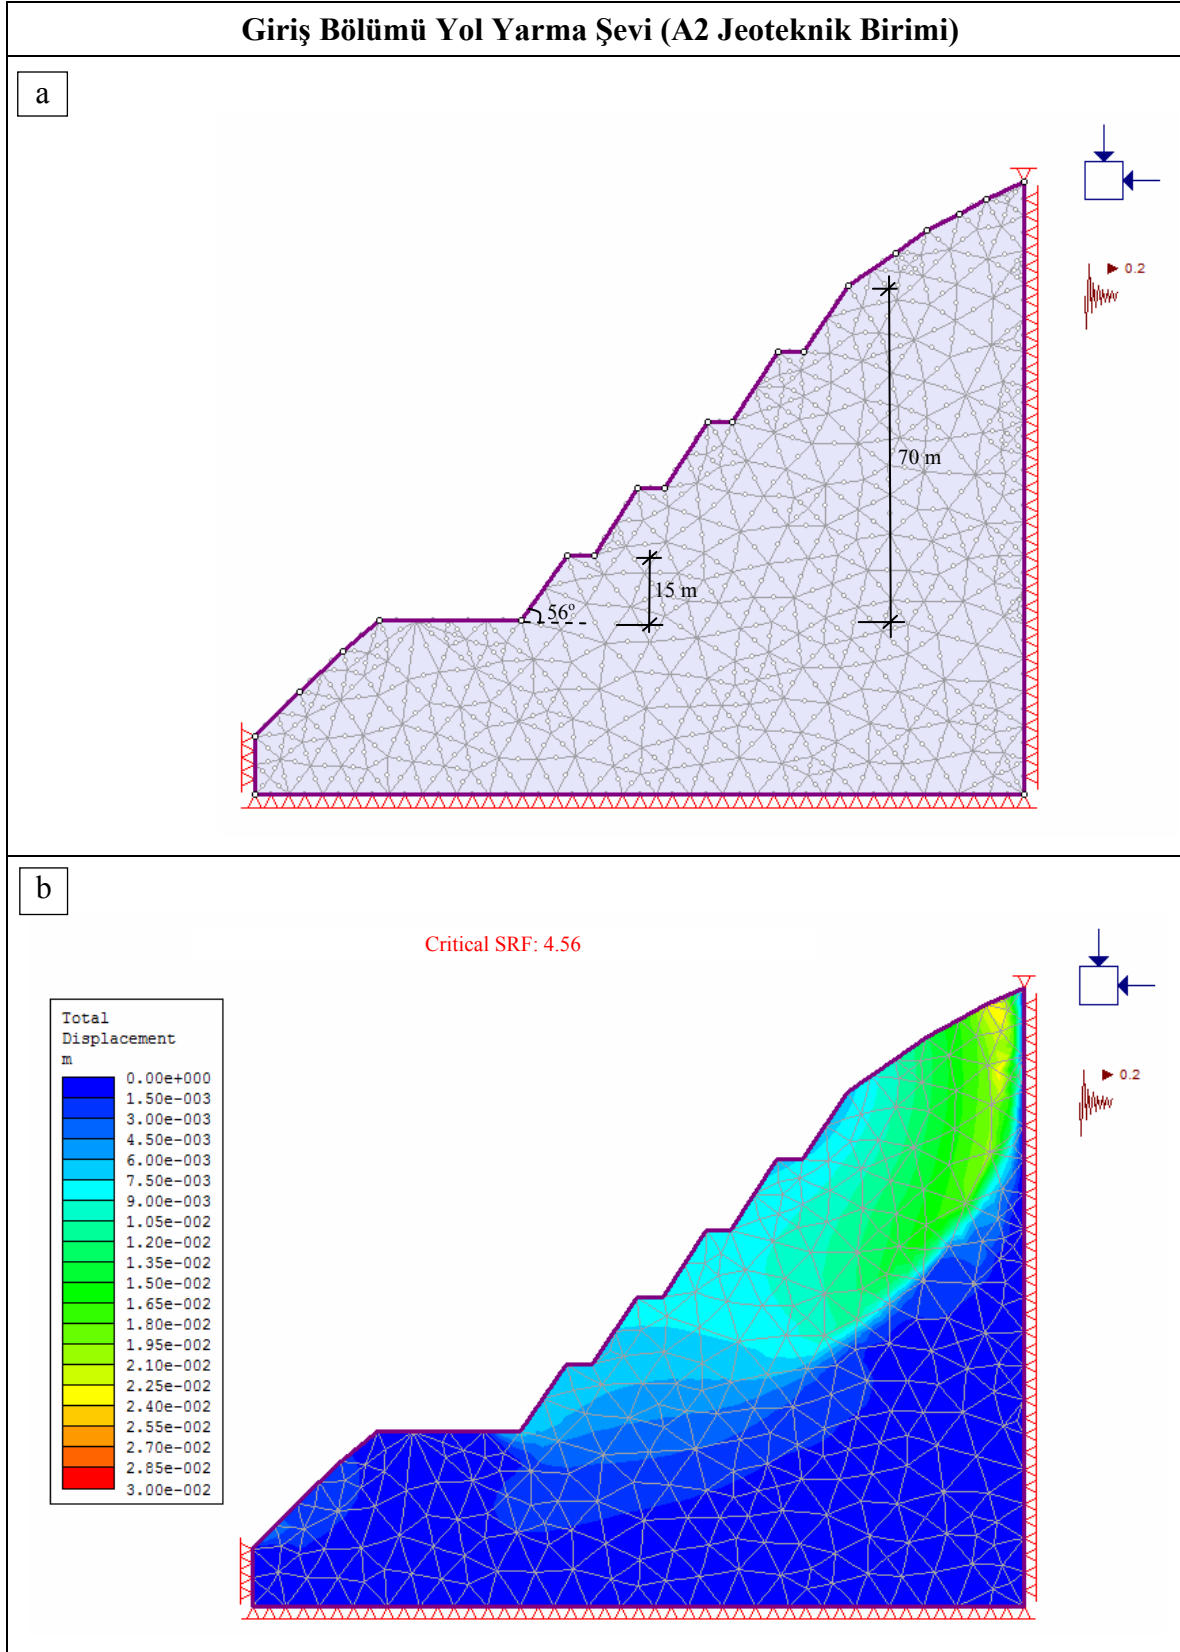 Giriş Bölümü Yol Yarma Şevi (A2 Jeoteknik Birimi)
a
0.2
70 m
15 m
56°
b
Critical SRF: 4.56
Total
Displacement
m
0.00e+000
1.50e-003
3.00e-003
4.50e-003
6.00e-003
7.50e-003
9.00e-003
1.05e-002
1.20e-002
1.35e-002
1.50e-002
1.65e-002
1.80e-002
1.95e-002
2.10e-002
2.25e-002
2.40e-002
2.55e-002
2.70e-002
2.85e-002
3.00e-002
0.2